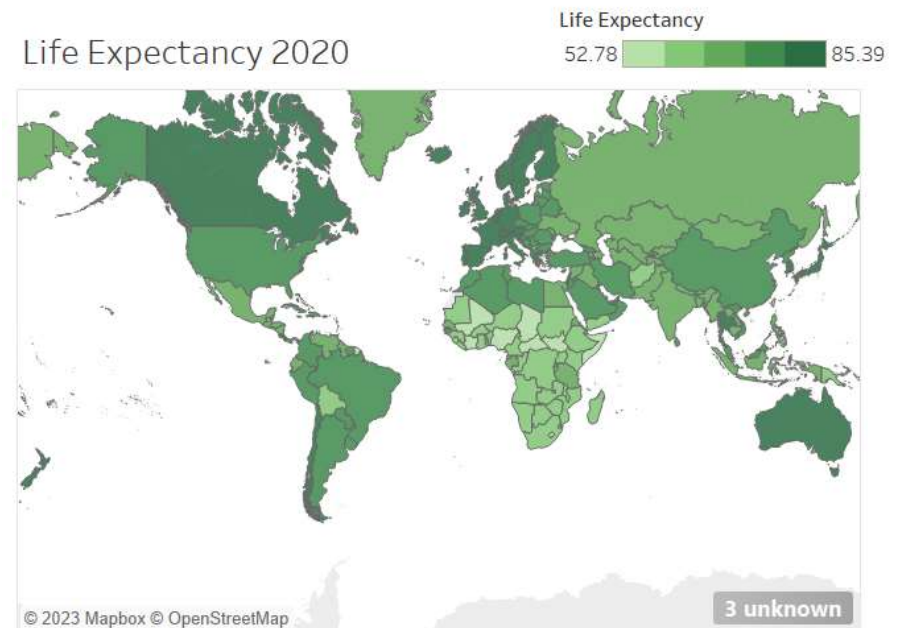 Life Expectancy
Life Expectancy 2020
52.78
85.39
© 2023 Mapbox © OpenStreetMap
3 unknown